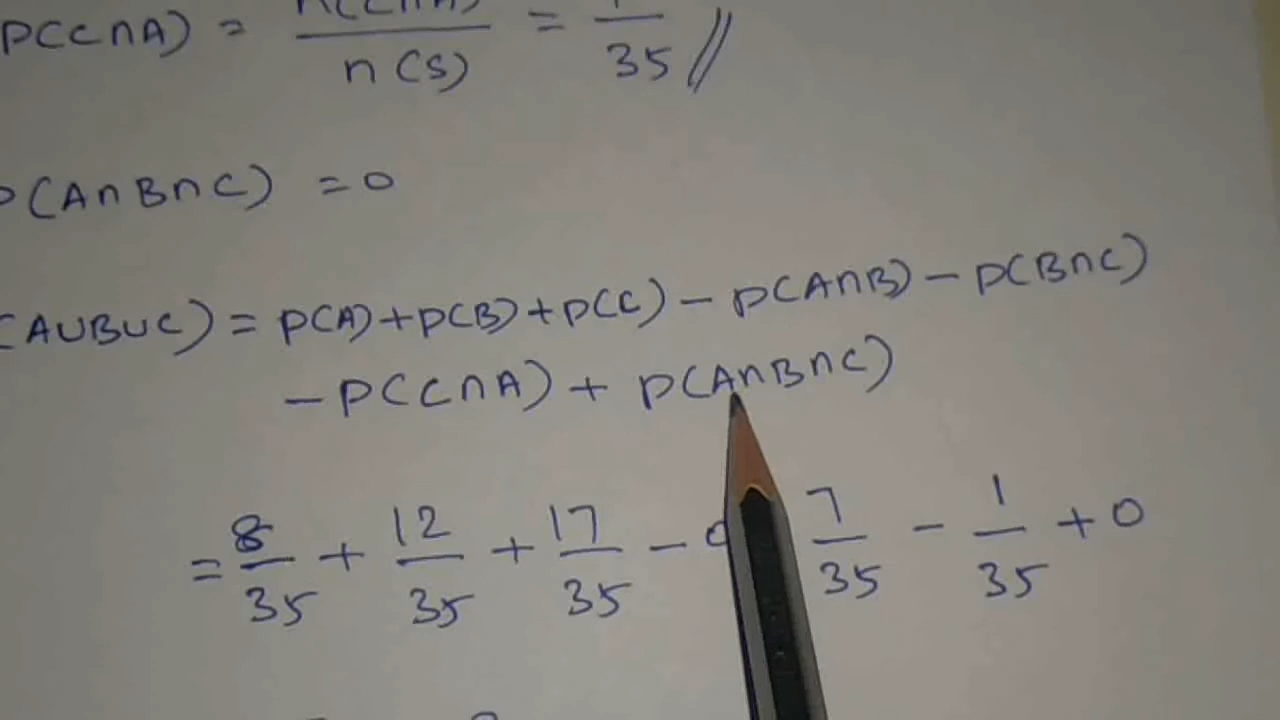 P(C∩A) = n(C∩A)/n(S) = 1/35 //
P(A∩B∩C) = 0
(A∪B∪C) = P(A) + P(B) + P(C) - P(A∩B) - P(B∩C)
- P(C∩A) + P(A∩B∩C)
= 8/35 + 12/35 + 17/35 - 7/35 - 1/35 + 0